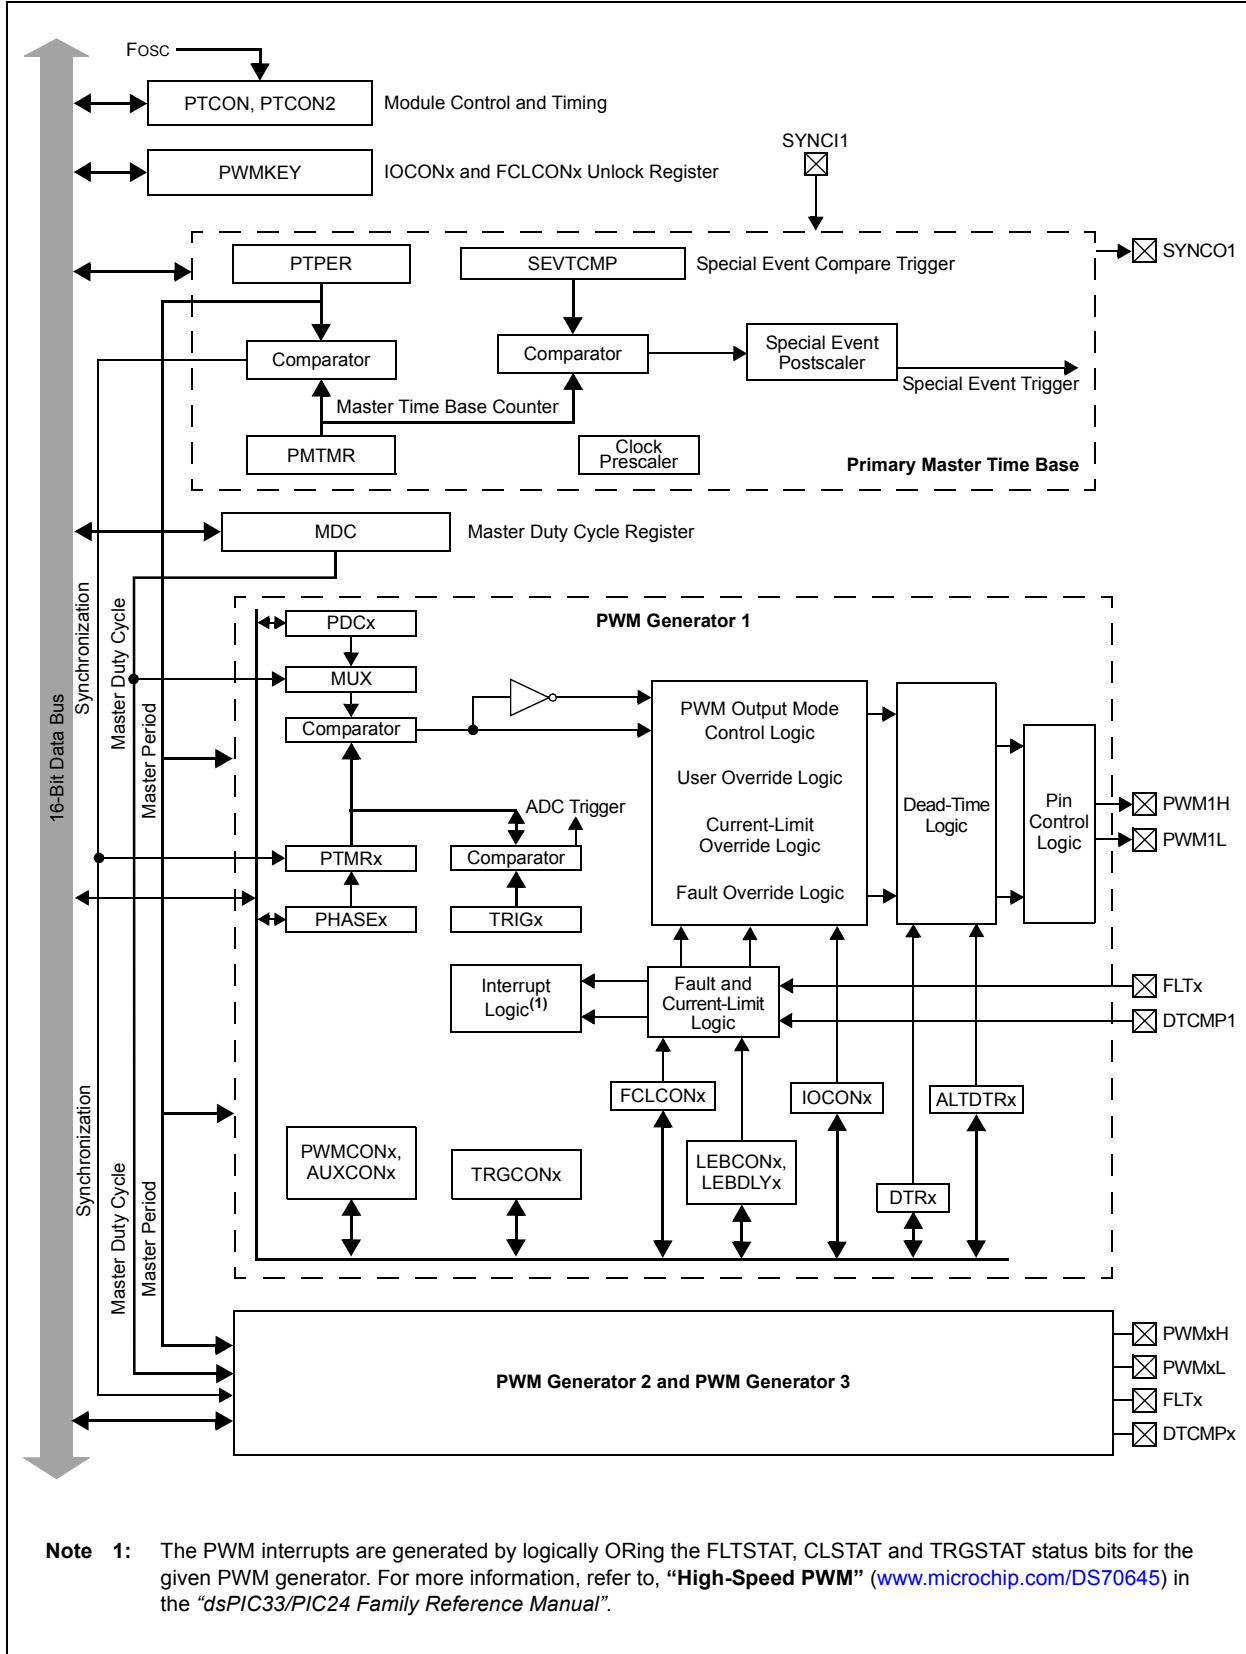 FOSC
PTCON, PTCON2
Module Control and Timing
SYNCI1
PWMKEY
IOCONx and FCLCONx Unlock Register
SYNCO1
PTPER
SEVTCMP
Special Event Compare Trigger
Comparator
Comparator
Special Event
Postscaler
Special Event Trigger
Master Time Base Counter
PMTMR
Clock
Prescaler
Primary Master Time Base
MDC
Master Duty Cycle Register
16-Bit Data Bus
Synchronization
Master Duty Cycle
Master Period
PWM Generator 1
PDCx
MUX
Comparator
PWM Output Mode
Control Logic
User Override Logic
Current-Limit
Override Logic
Fault Override Logic
Dead-Time
Logic
Pin
Control
Logic
PWM1H
PWM1L
ADC Trigger
PTMRx
Comparator
PHASEx
TRIGx
Interrupt
Logic(1)
Fault and
Current-Limit
Logic
FLTx
DTCMP1
FCLCONx
IOCONx
ALTDTRx
Synchronization
Master Duty Cycle
Master Period
PWMCONx,
AUXCONx
TRGCONx
LEBCONx,
LEBDLYx
DTRx
PWM Generator 2 and PWM Generator 3
PWMxH
PWMxL
FLTx
DTCMPx
Note 1: The PWM interrupts are generated by logically ORing the FLTSTAT, CLSTAT and TRGSTAT status bits for the
given PWM generator. For more information, refer to, “High-Speed PWM” (www.microchip.com/DS70645) in
the “dsPIC33/PIC24 Family Reference Manual”.